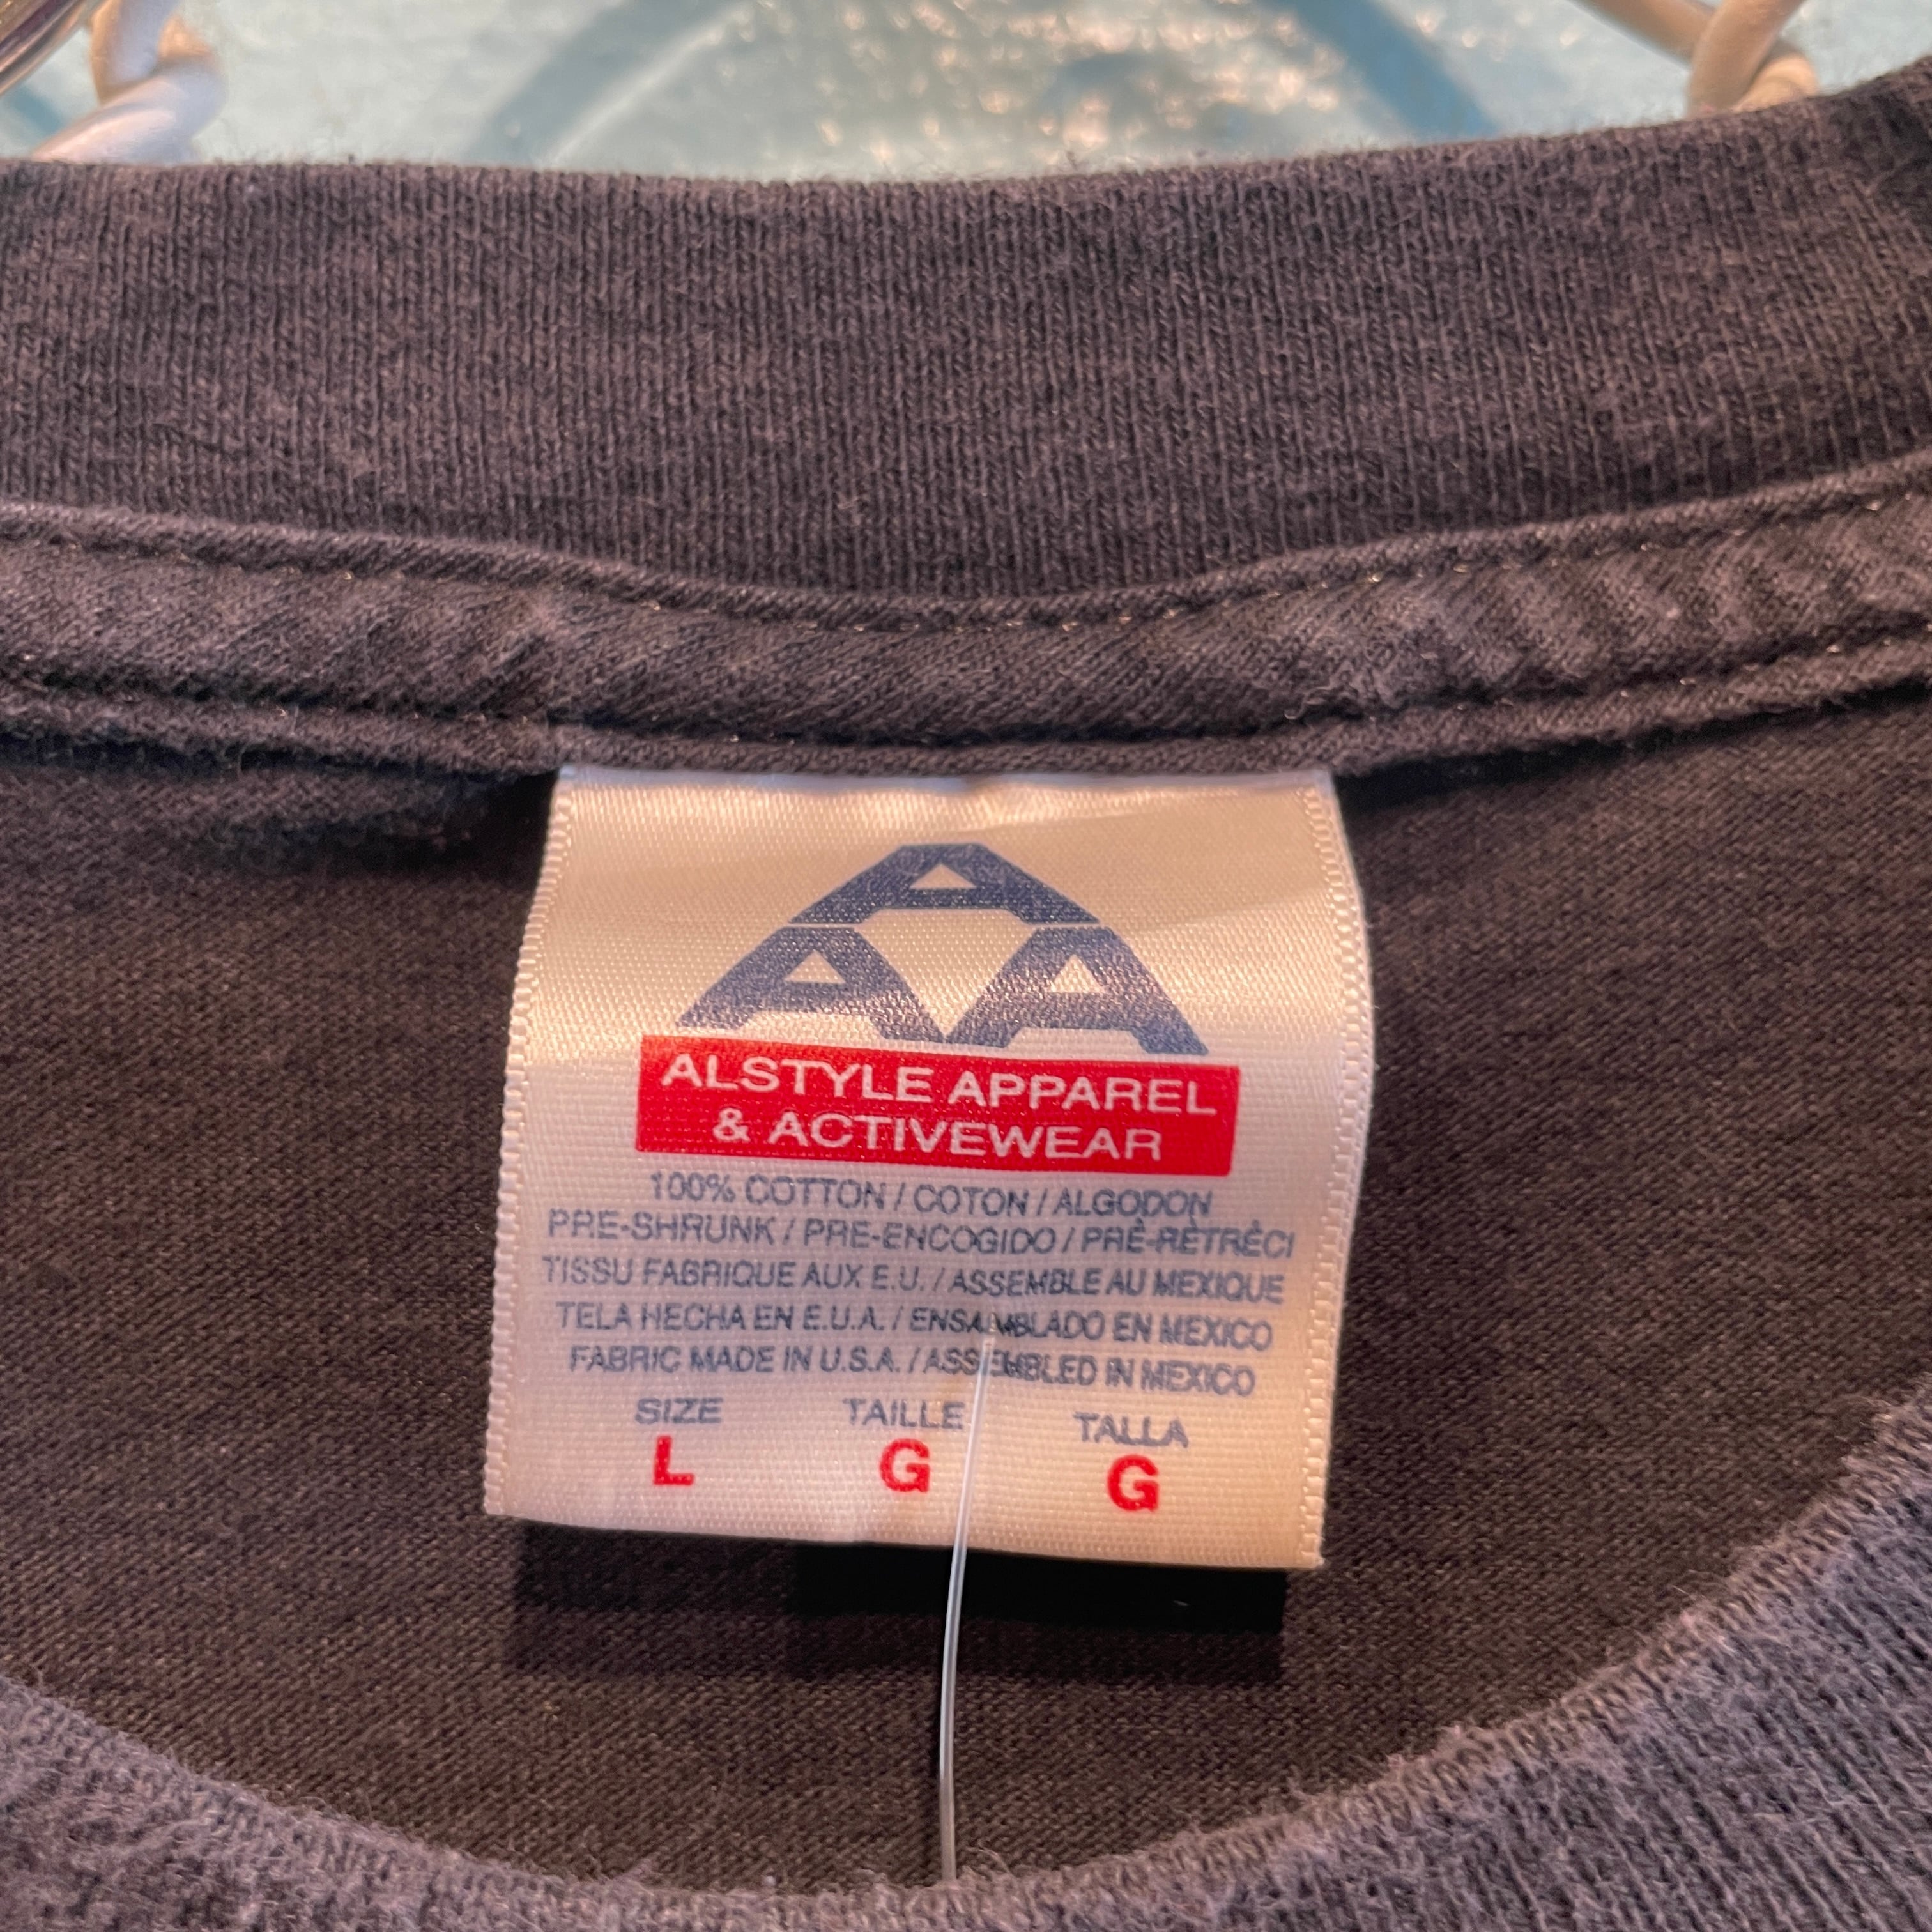 A
A A
ALSTYLE APPAREL
& ACTIVEWEAR
100% COTTON / COTON / ALGODON
PRE-SHRUNK / PRE-ENCOGIDO / PRÉ-RÈTRÉCI
TISSU FABRIQUE AUX E.U. / ASSEMBLE AU MEXIQUE
TELA HECHA EN E.U.A. / ENSAMBLADO EN MEXICO
FABRIC MADE IN U.S.A. / ASSEMBLED IN MEXICO
SIZE TAILLE TALLA
L G G